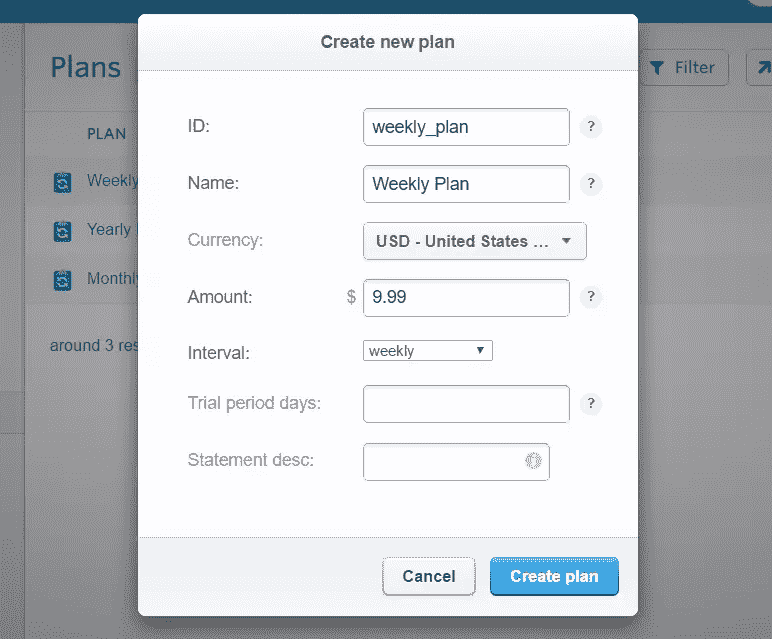 Create new plan
Plans
Filter
PLAN
ID:
weekly_plan
?
Weekly
Name:
Weekly Plan
?
Yearly
Currency:
USD - United States ...
Monthly
Amount:
$
9.99
?
around 3 res
Interval:
weekly
Trial period days:
?
Statement desc:
Cancel
Create plan